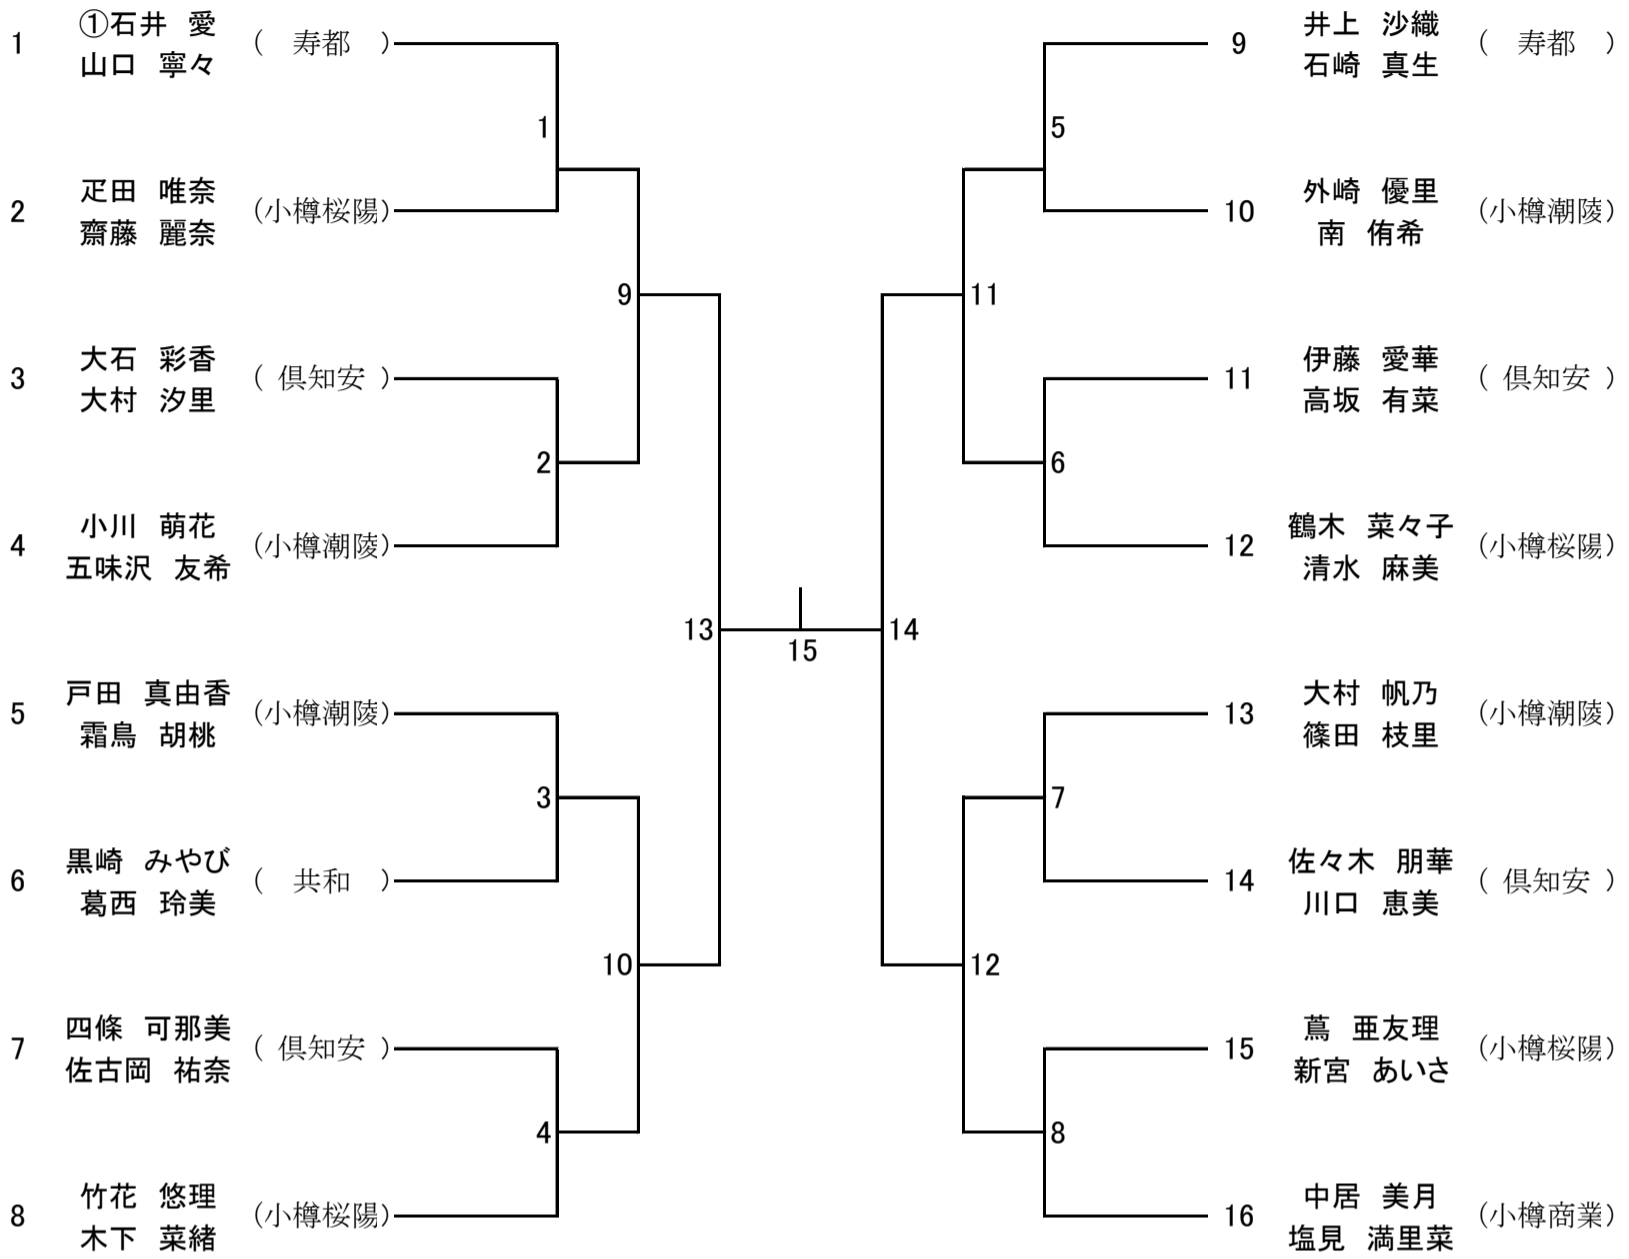 1 ①石井 愛 ( 寿都 )
山口 寧々
1
2 疋田 唯奈 (小樽桜陽)
齋藤 麗奈
9
3 大石 彩香 ( 倶知安 )
大村 汐里
2
4 小川 萌花 (小樽潮陵)
五味沢 友希
13
5 戸田 真由香 (小樽潮陵)
霜鳥 胡桃
3
6 黒崎 みやび ( 共和 )
葛西 玲美
10
7 四條 可那美 ( 倶知安 )
佐古岡 祐奈
4
8 竹花 悠理 (小樽桜陽)
木下 菜緒
15
9 井上 沙織 ( 寿都 )
石崎 真生
5
10 外崎 優里 (小樽潮陵)
南 侑希
11
11 伊藤 愛華 ( 倶知安 )
高坂 有菜
6
12 鶴木 菜々子 (小樽桜陽)
清水 麻美
14
13 大村 帆乃 (小樽潮陵)
篠田 枝里
7
14 佐々木 朋華 ( 倶知安 )
川口 恵美
12
15 蔦 亜友理 (小樽桜陽)
新宮 あいさ
8
16 中居 美月 (小樽商業)
塩見 満里菜